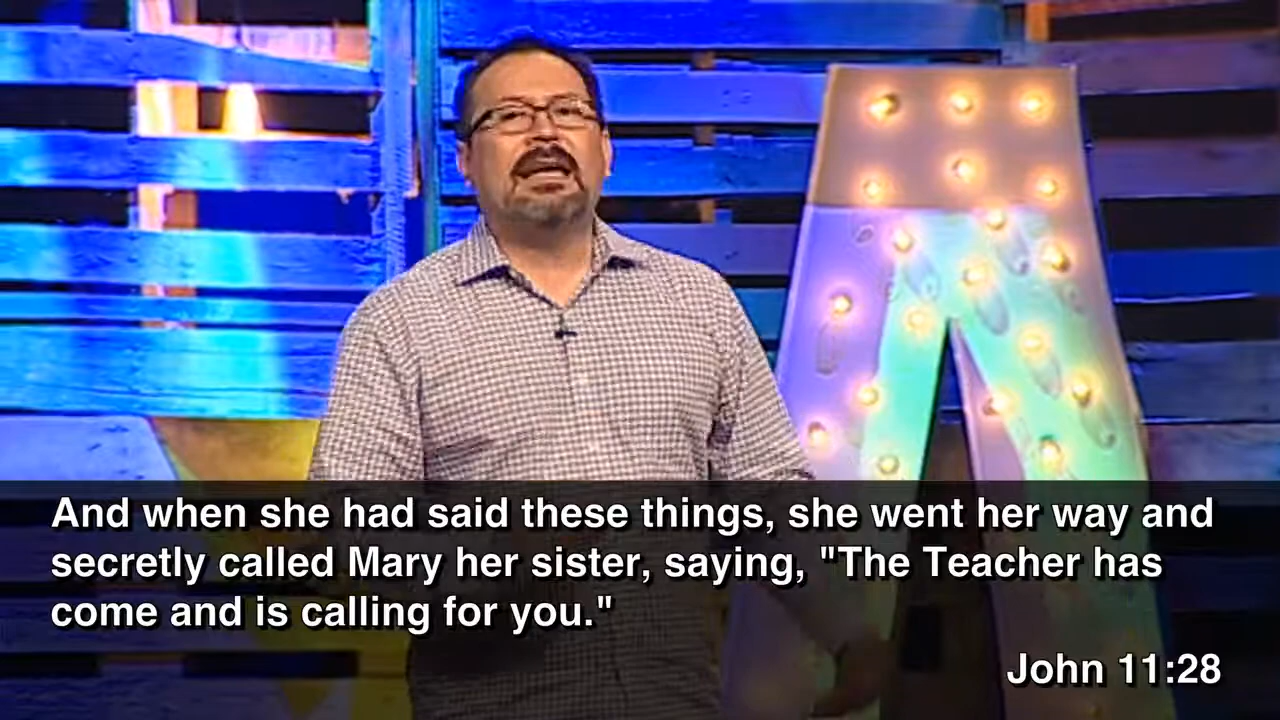 And when she had said these things, she went her way and
secretly called Mary her sister, saying, "The Teacher has
come and is calling for you."
John 11:28